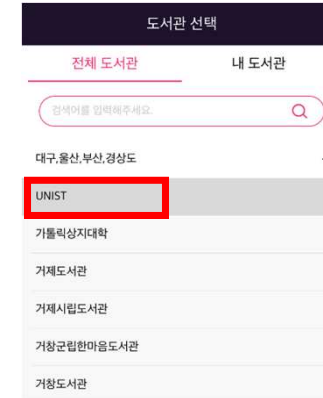 도서관 선택
전체 도서관 내 도서관
검색어를 입력해주세요.
대구,울산,부산,경상도
UNIST
가톨릭상지대학
거제도서관
거제시립도서관
거창군립한마음도서관
거창도서관